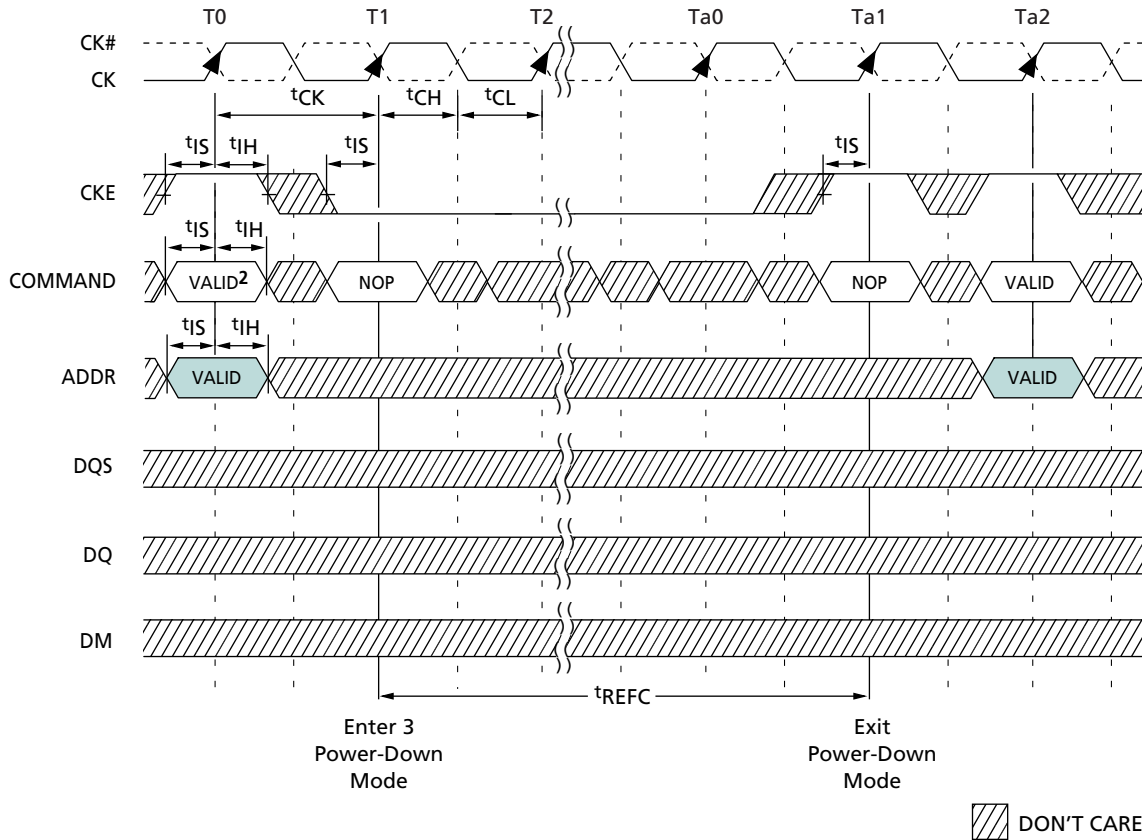 T0 T1 T2 Ta0 Ta1 Ta2
CK#
CK
tCK tCH tCL
tIS tIH tIS tIS
CKE
tIS tIH
COMMAND VALID2 NOP NOP VALID
tIS tIH
ADDR VALID VALID
DQS
DQ
DM
tREFC
Enter 3
Power-Down
Mode
Exit
Power-Down
Mode
DON'T CARE